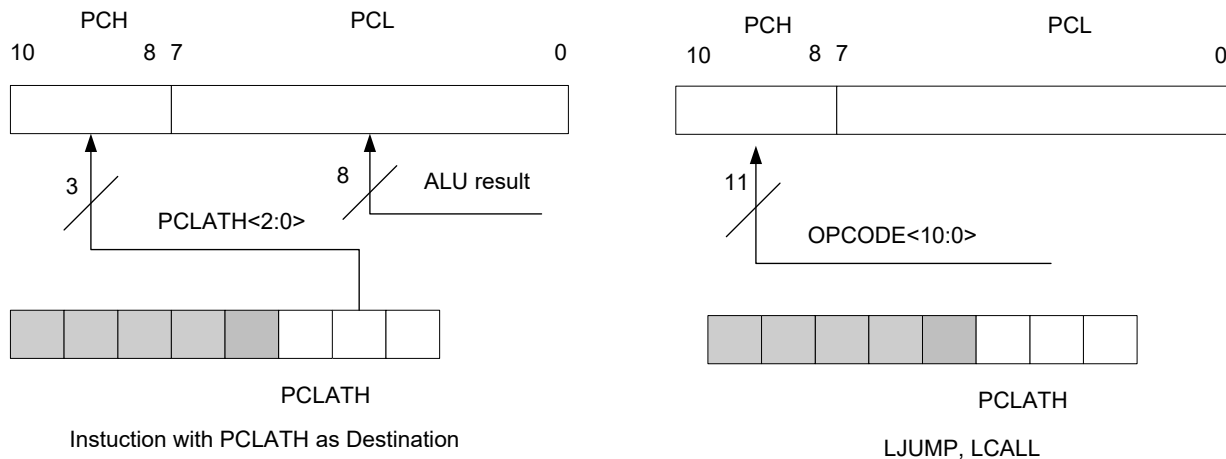 PCH PCL
10 8 7 0
3
8
ALU result
PCLATH<2:0>
PCLATH
Instuction with PCLATH as Destination
PCH PCL
10 8 7 0
11
OPCODE<10:0>
PCLATH
LJUMP, LCALL